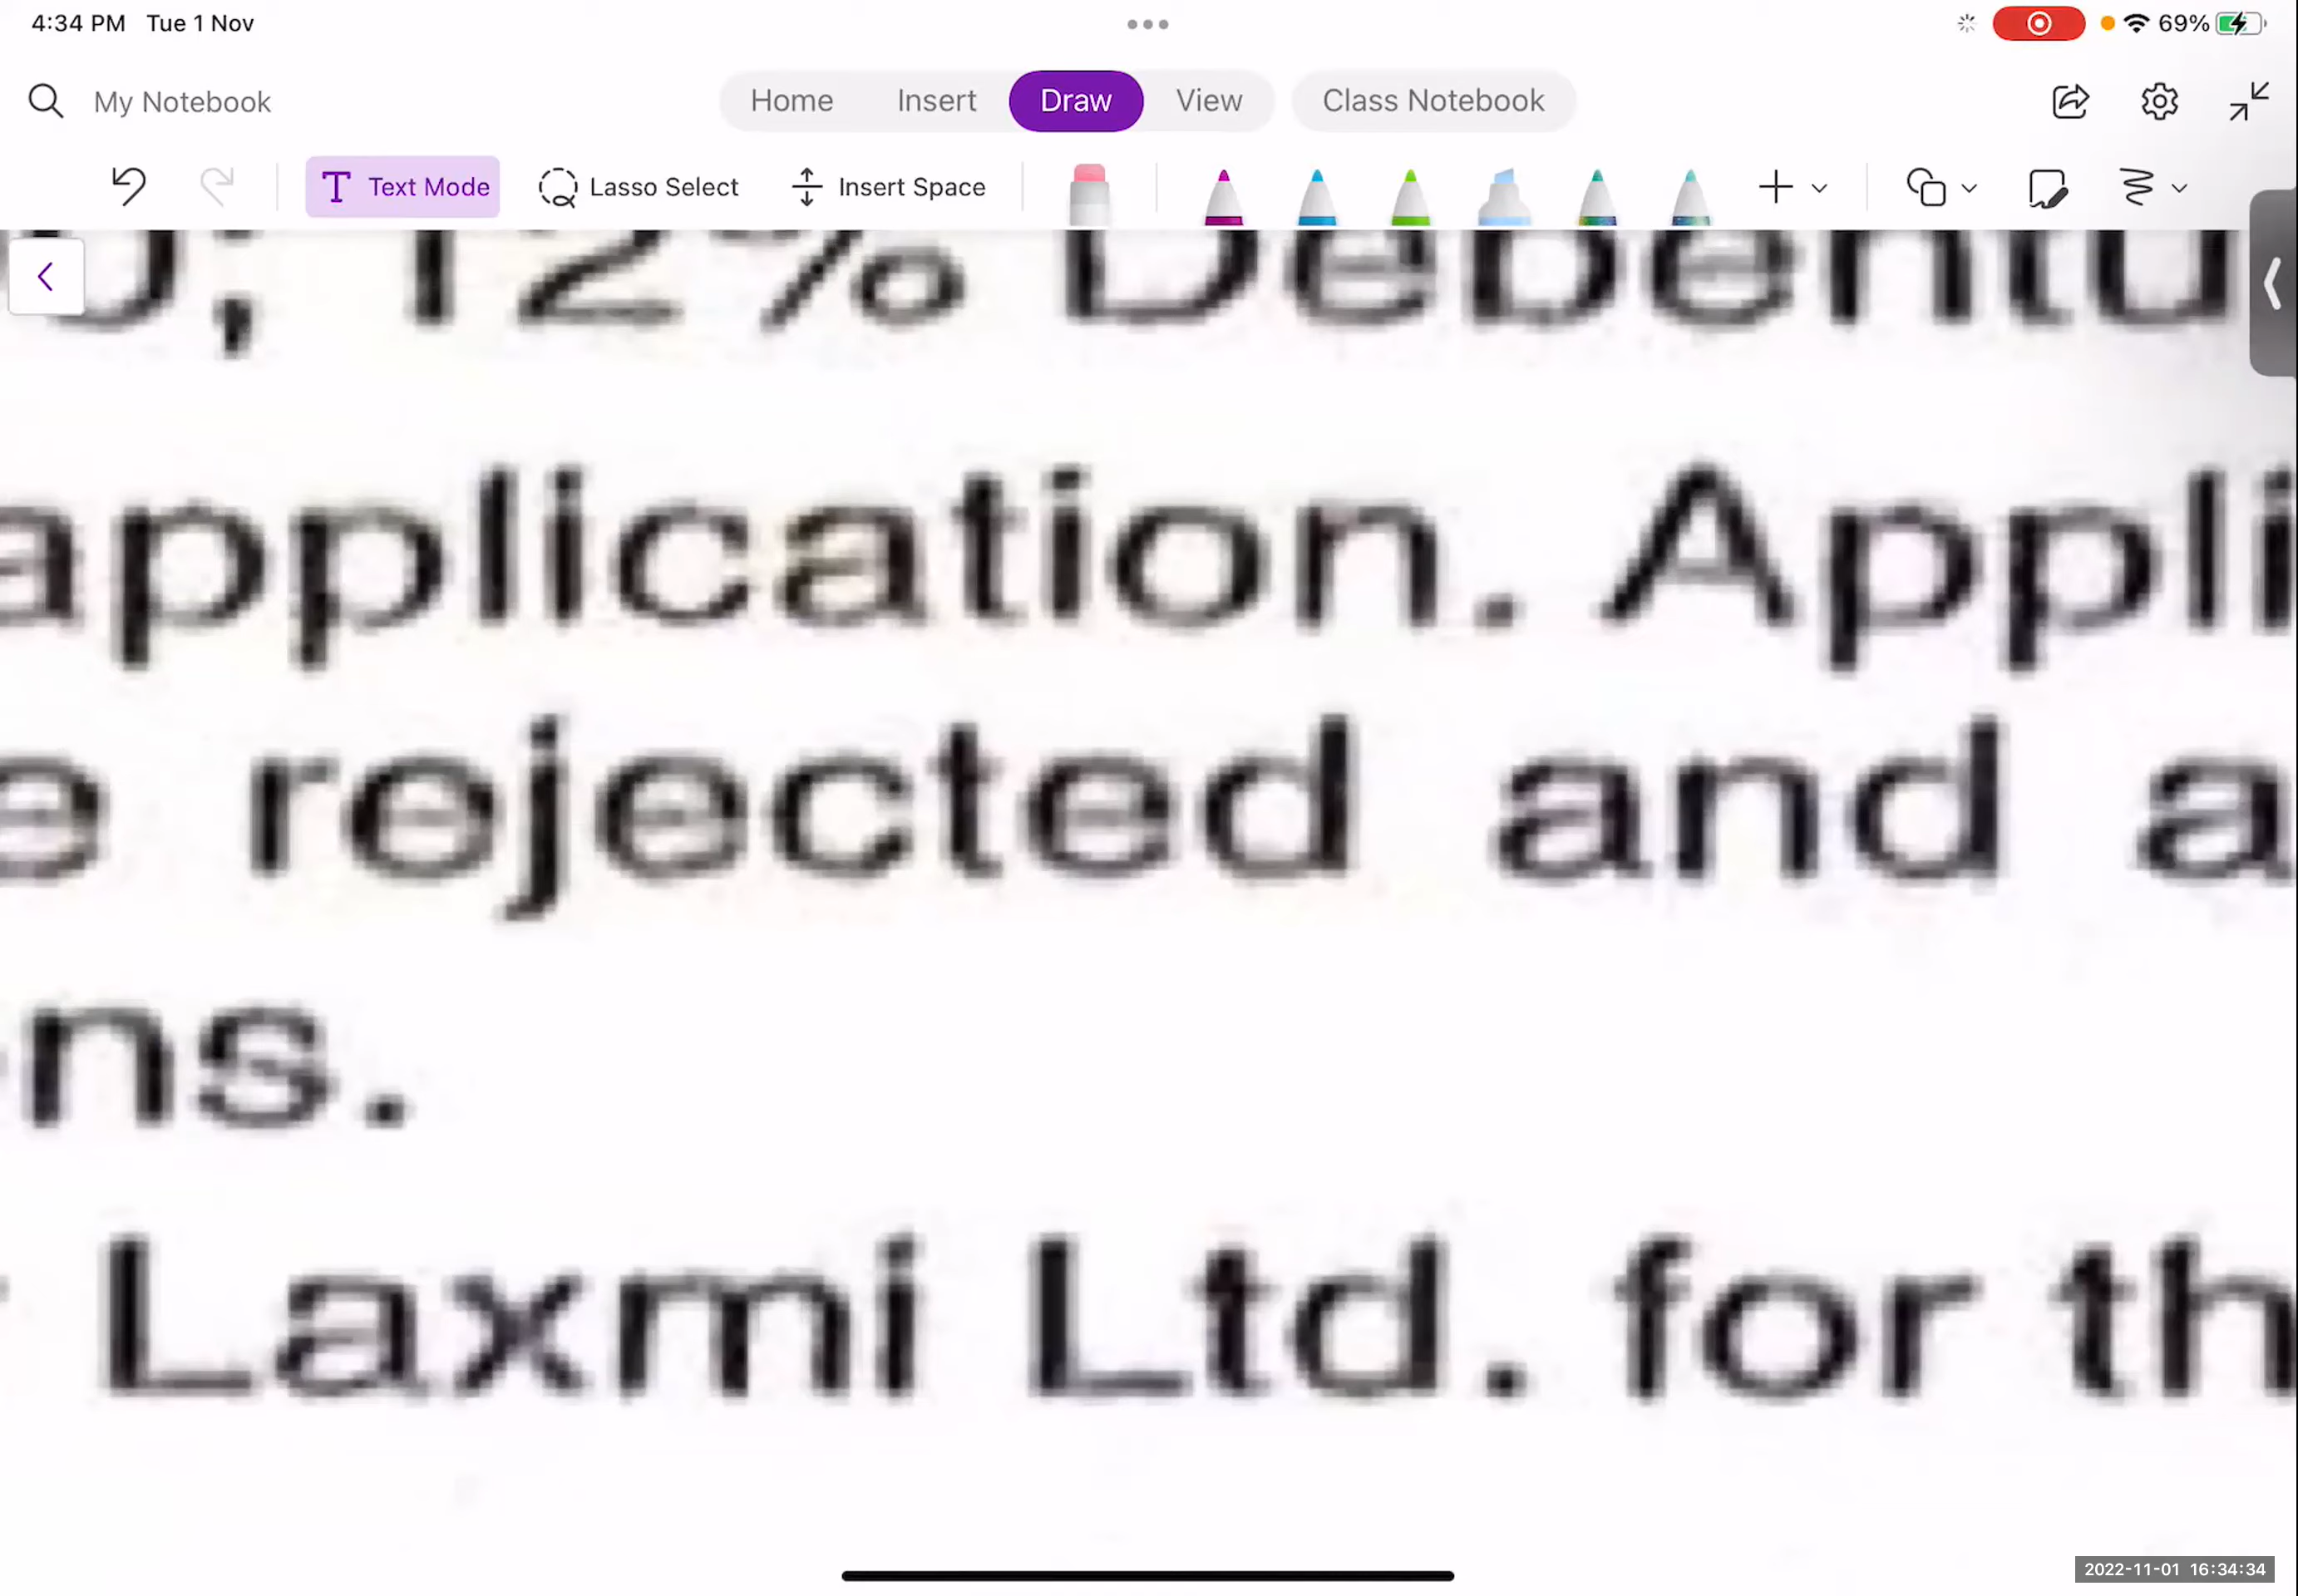 4:34 PM Tue 1 Nov
69%
My Notebook
Home Insert Draw View Class Notebook
Text Mode Lasso Select Insert Space
; 12% Debentu
application. Appli
e rejected and a
ns.
Laxmi Ltd. for th
2022-11-01 16:34:34